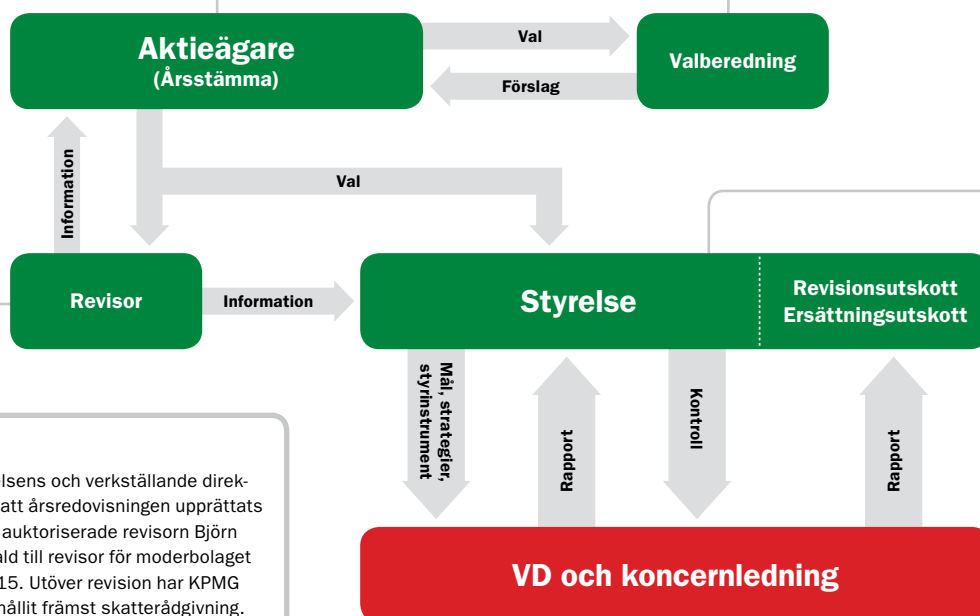 Aktieägare
(Årsstämma)
Val
Förslag
Valberedning
Information
Val
Revisor
Information
Styrelse
Revisionsutskott
Ersättningsutskott
Mål, strategier,
styrinstrument
Rapport
Kontroll
Rapport
VD och koncernledning
elsens och verkställande direk-
att årsredovisningen upprättats
auktoriserade revisorn Björn
ald till revisor för moderbolaget
15. Utöver revision har KPMG
hållit främst skatterådgivning.